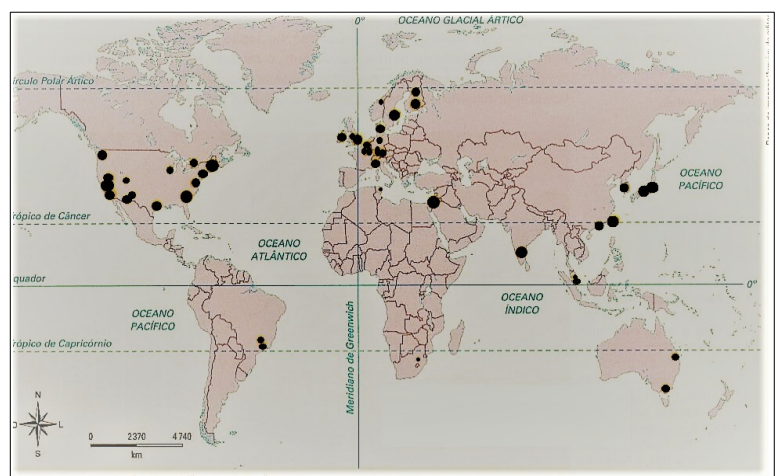 0°
OCEANO GLACIAL ÁRTICO
írculo Polar Ártico
OCEANO
PACÍFICO
rópico de Câncer
OCEANO
ATLÂNTICO
quador
0°
OCEANO
ÍNDICO
OCEANO
PACÍFICO
Meridiano de Greenwich
rópico de Capricórnio
N
L
0 2370 4740
km